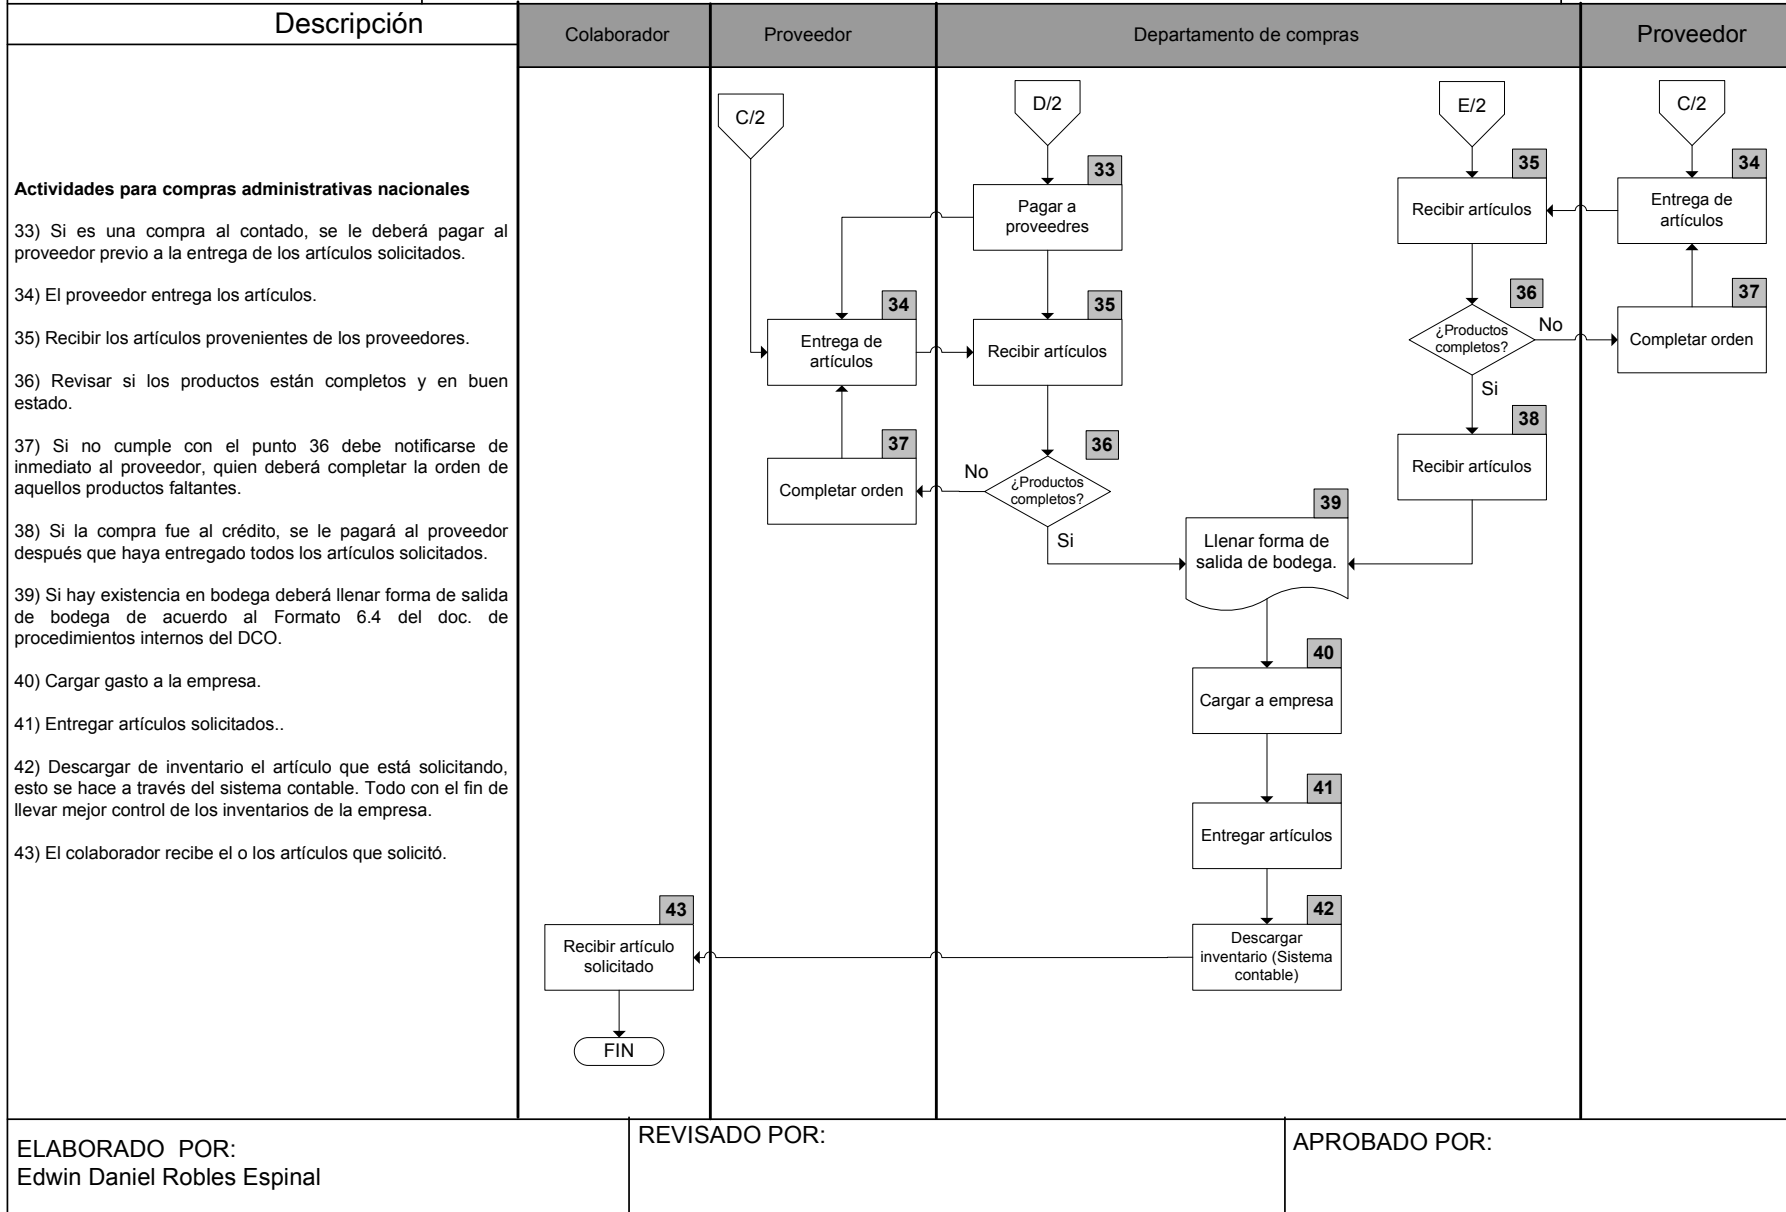 Descripción
Colaborador
Proveedor
Departamento de compras
Proveedor
Actividades para compras administrativas nacionales
33) Si es una compra al contado, se le deberá pagar al
proveedor previo a la entrega de los artículos solicitados.
34) El proveedor entrega los artículos.
35) Recibir los artículos provenientes de los proveedores.
36) Revisar si los productos están completos y en buen
estado.
37) Si no cumple con el punto 36 debe notificarse de
inmediato al proveedor, quien deberá completar la orden de
aquellos productos faltantes.
38) Si la compra fue al crédito, se le pagará al proveedor
después que haya entregado todos los artículos solicitados.
39) Si hay existencia en bodega deberá llenar forma de salida
de bodega de acuerdo al Formato 6.4 del doc. de
procedimientos internos del DCO.
40) Cargar gasto a la empresa.
41) Entregar artículos solicitados..
42) Descargar de inventario el artículo que está solicitando,
esto se hace a través del sistema contable. Todo con el fin de
llevar mejor control de los inventarios de la empresa.
43) El colaborador recibe el o los artículos que solicitó.
C/2
D/2
E/2
C/2
33
Pagar a
proveedres
35
Recibir artículos
34
Entrega de
artículos
34
Entrega de
artículos
35
Recibir artículos
36
¿Productos
completos?
No
Si
37
Completar orden
37
Completar orden
36
¿Productos
completos?
No
Si
38
Recibir artículos
39
Llenar forma de
salida de bodega.
40
Cargar a empresa
41
Entregar artículos
42
Descargar
inventario (Sistema
contable)
43
Recibir artículo
solicitado
FIN
ELABORADO POR:
Edwin Daniel Robles Espinal
REVISADO POR:
APROBADO POR: